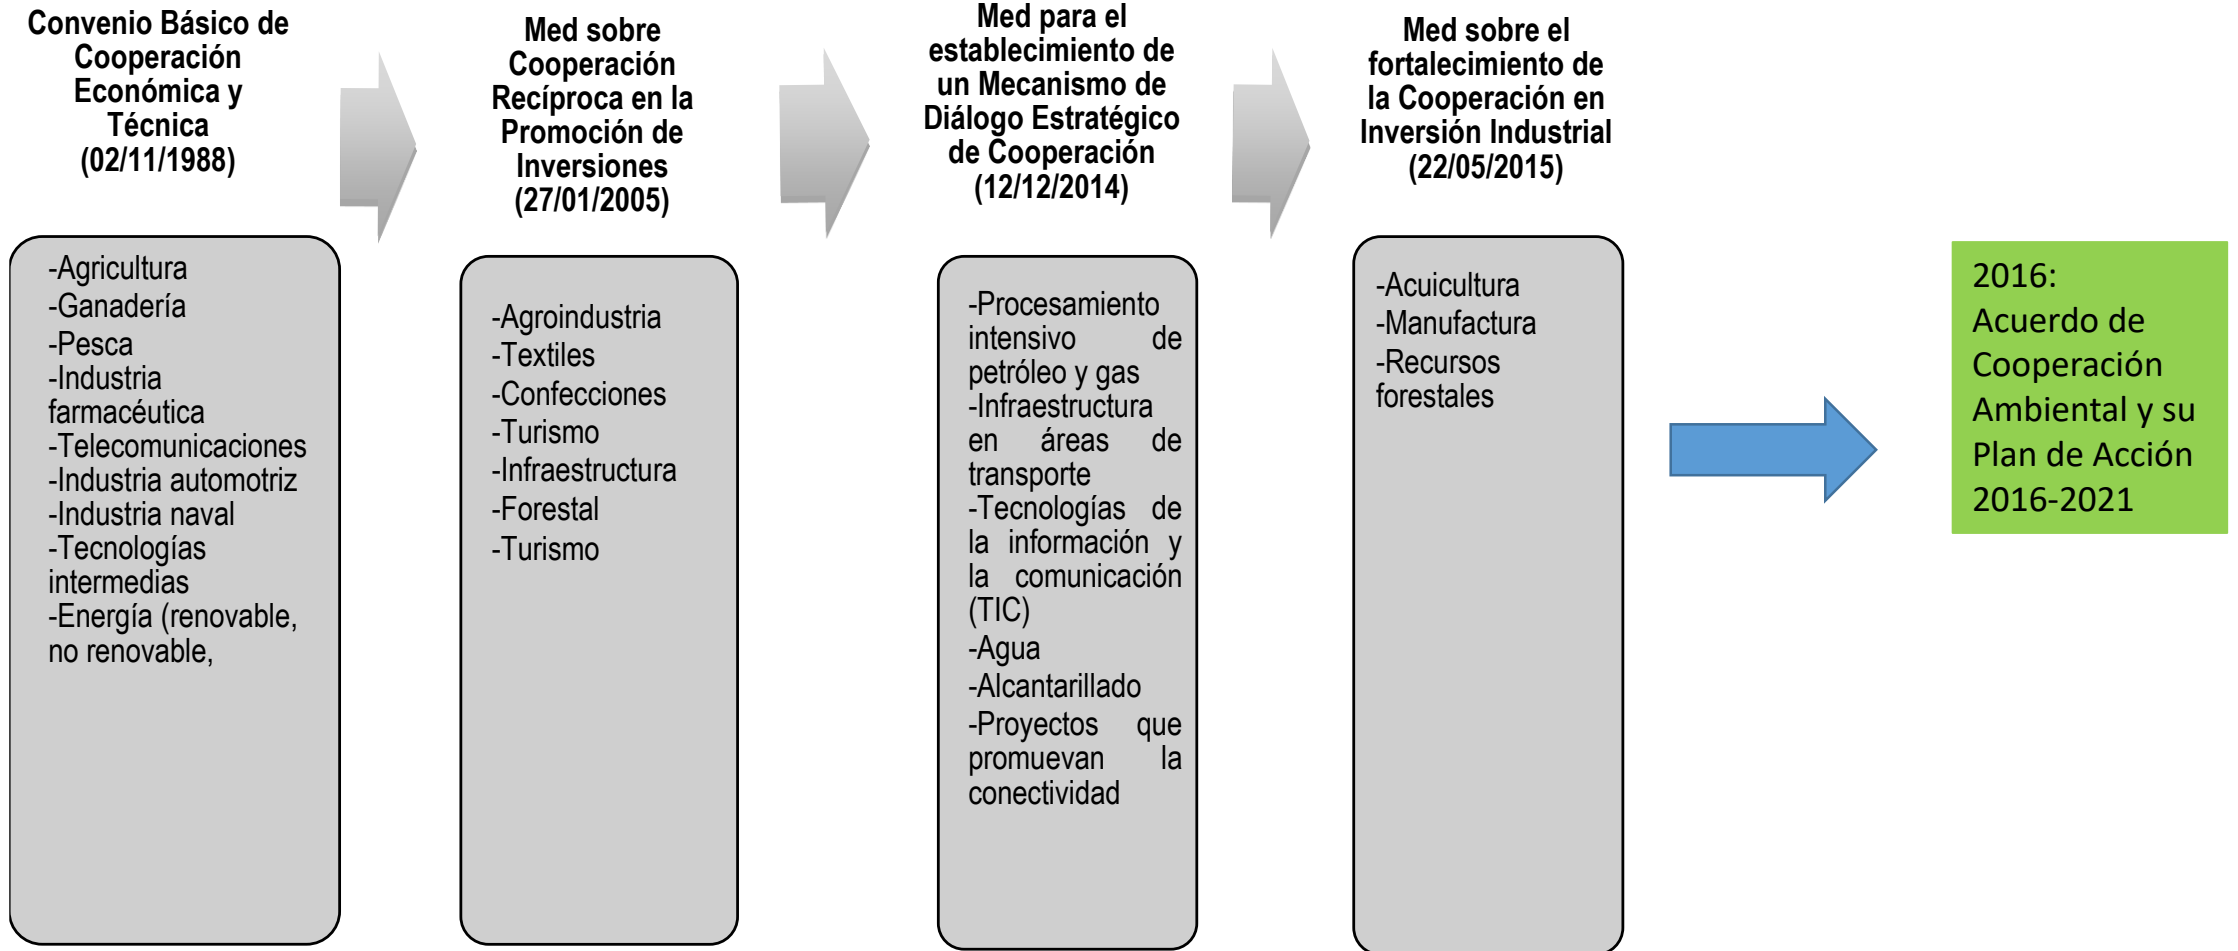 Convenio Básico de
Cooperación
Económica y
Técnica
(02/11/1988)
-Agricultura
-Ganadería
-Pesca
-Industria
farmacéutica
-Telecomunicaciones
-Industria automotriz
-Industria naval
-Tecnologías
intermedias
-Energía (renovable,
no renovable,
Med sobre
Cooperación
Recíproca en la
Promoción de
Inversiones
(27/01/2005)
-Agroindustria
-Textiles
-Confecciones
-Turismo
-Infraestructura
-Forestal
-Turismo
Med para el
establecimiento de
un Mecanismo de
Diálogo Estratégico
de Cooperación
(12/12/2014)
-Procesamiento
intensivo de
petróleo y gas
-Infraestructura
en áreas de
transporte
-Tecnologías de
la información y
la comunicación
(TIC)
-Agua
-Alcantarillado
-Proyectos que
promuevan la
conectividad
Med sobre el
fortalecimiento de
la Cooperación en
Inversión Industrial
(22/05/2015)
-Acuicultura
-Manufactura
-Recursos
forestales
2016:
Acuerdo de
Cooperación
Ambiental y su
Plan de Acción
2016-2021